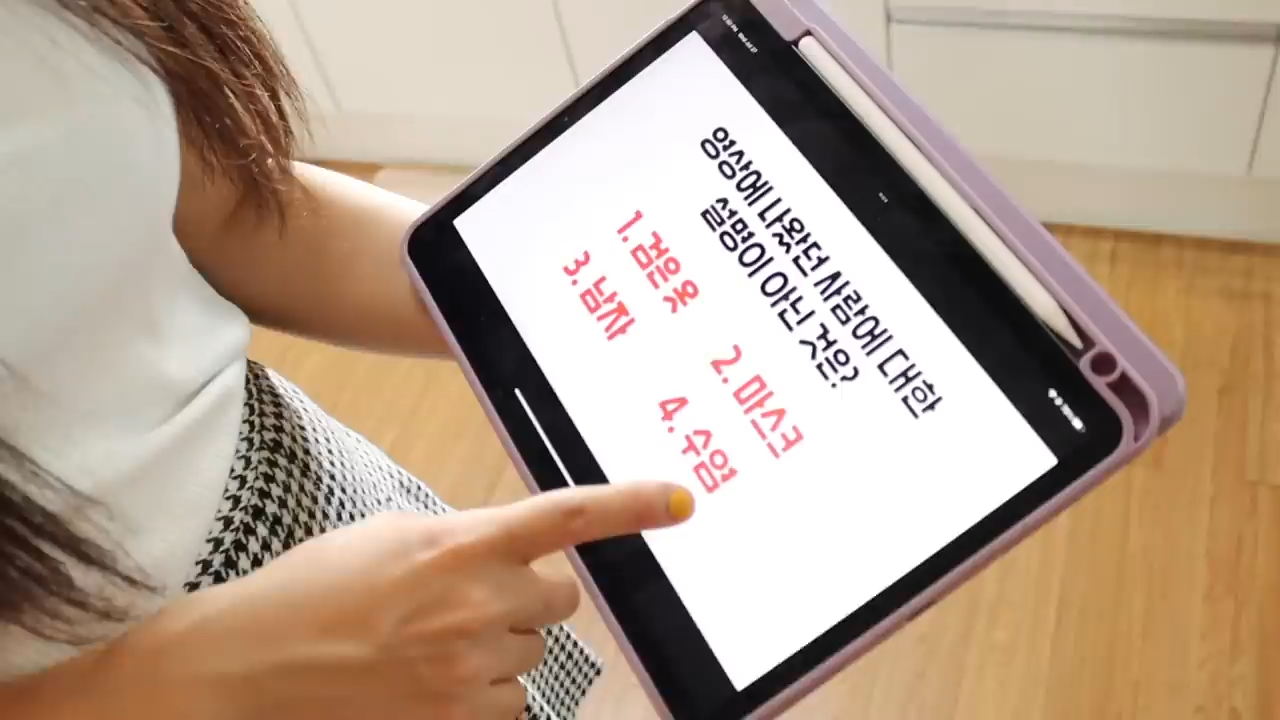 영상에 나왔던 사람에 대한
설명이 아닌 것은?
1. 검은 옷
2. 마스크
3. 남자
4. 수염